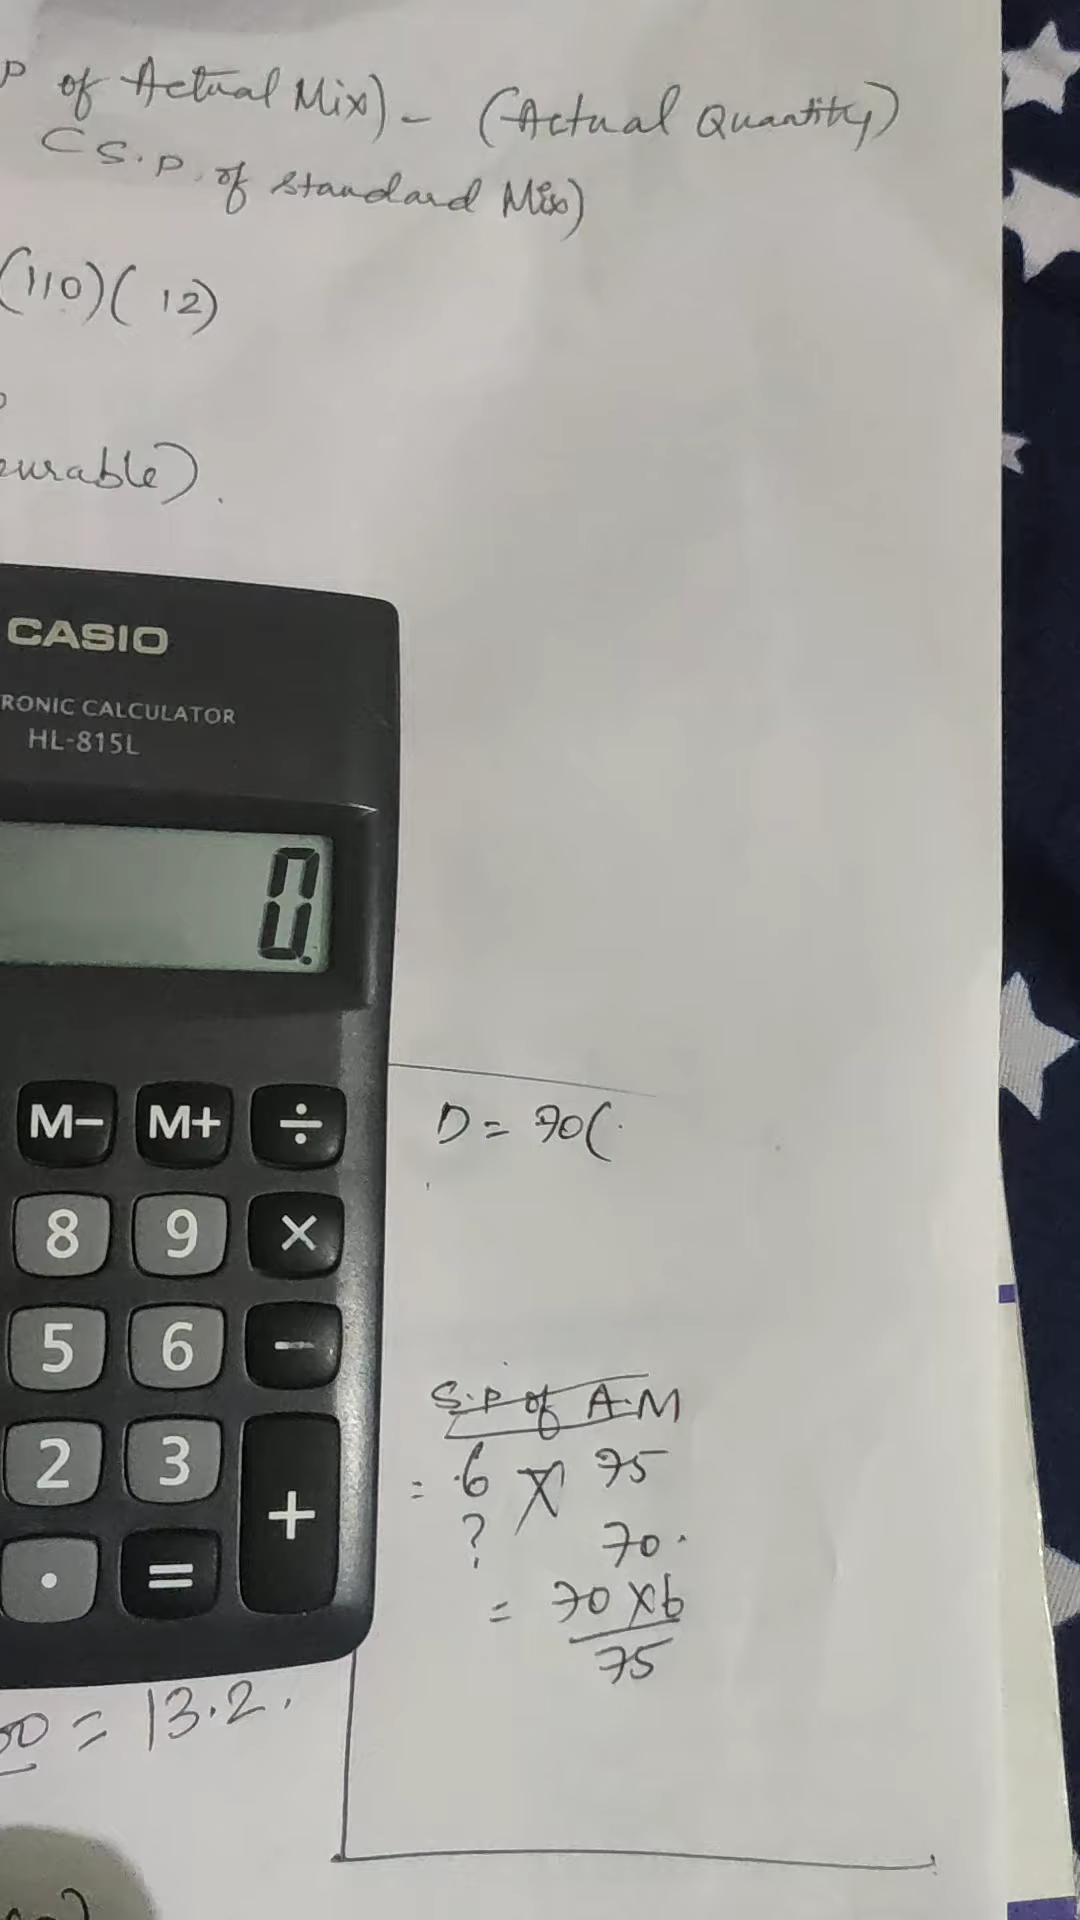 P of Actual Mix) - (Actual Quantity)
(S.P. of standard Mix)
(110)(12)
urable).
CASIO
RONIC CALCULATOR
HL-815L
0.
M- M+ ÷
D = 70(
8 9 ×
5 6 -
S.P of A.M
2 3 +
= .6 X 75
? 70.
. =
= 70 x 6
75
= 13.2.